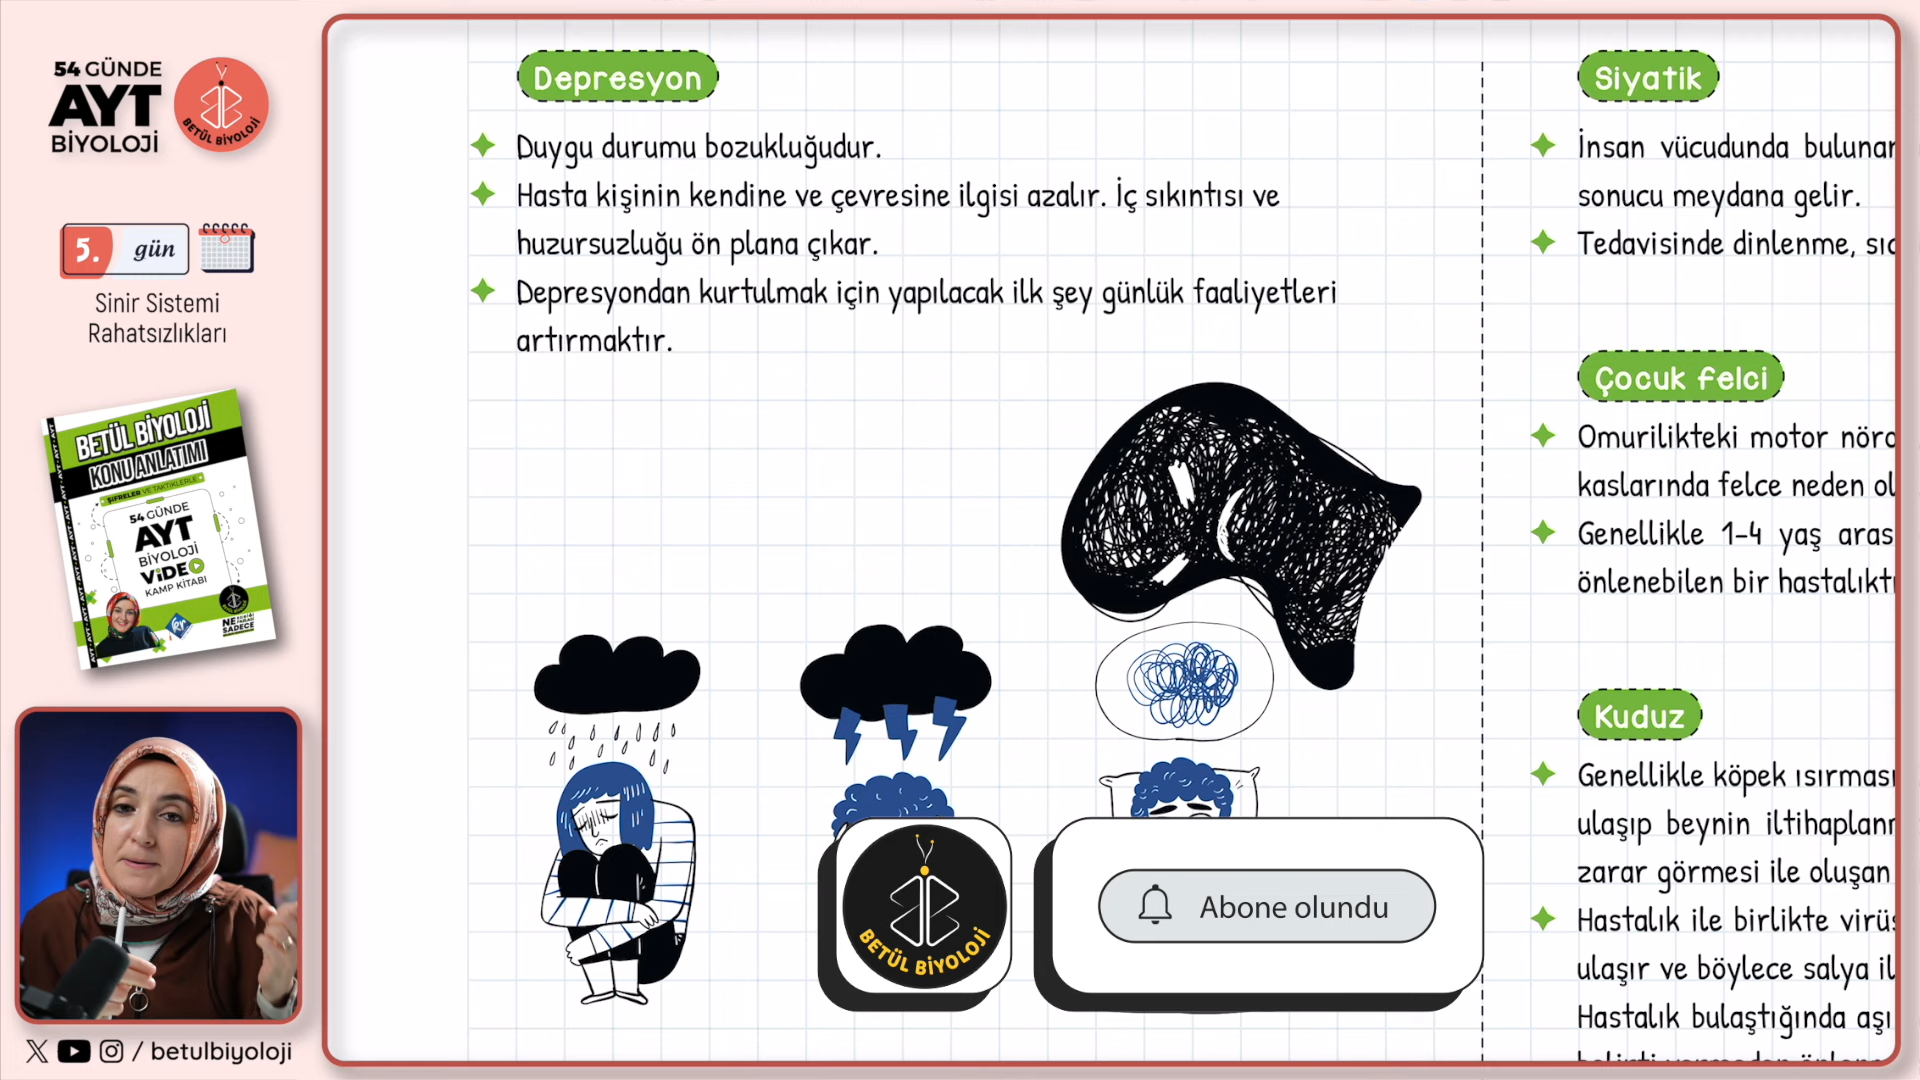 54 GÜNDE
AYT
BİYOLOJİ
BETÜL BİYOLOJİ
5. gün
Sinir Sistemi
Rahatsızlıkları
BETÜL BİYOLOJİ
KONU ANLATIMI
ŞİFRELER VE TAKTİKLERLE
54 GÜNDE
AYT
BİYOLOJİ
VİDEO
KAMP KİTABI
/ betulbiyoloji
Depresyon
Duygu durumu bozukluğudur.
Hasta kişinin kendine ve çevresine ilgisi azalır. İç sıkıntısı ve
huzursuzluğu ön plana çıkar.
Depresyondan kurtulmak için yapılacak ilk şey günlük faaliyetleri
artırmaktır.
BETÜL BİYOLOJİ
Abone olundu
Siyatik
İnsan vücudunda
sonucu meydana gelir.
Tedavisinde dinlenme,
Çocuk Felci
Omurilikteki motor
kaslarında felce neden
Genellikle 1-4 yaş
önlenebilen bir
Kuduz
Genellikle köpek
ulaşıp beynin
zarar görmesi ile oluşan
Hastalık ile birlikte
ulaşır ve böylece salya
Hastalık bulaştığında